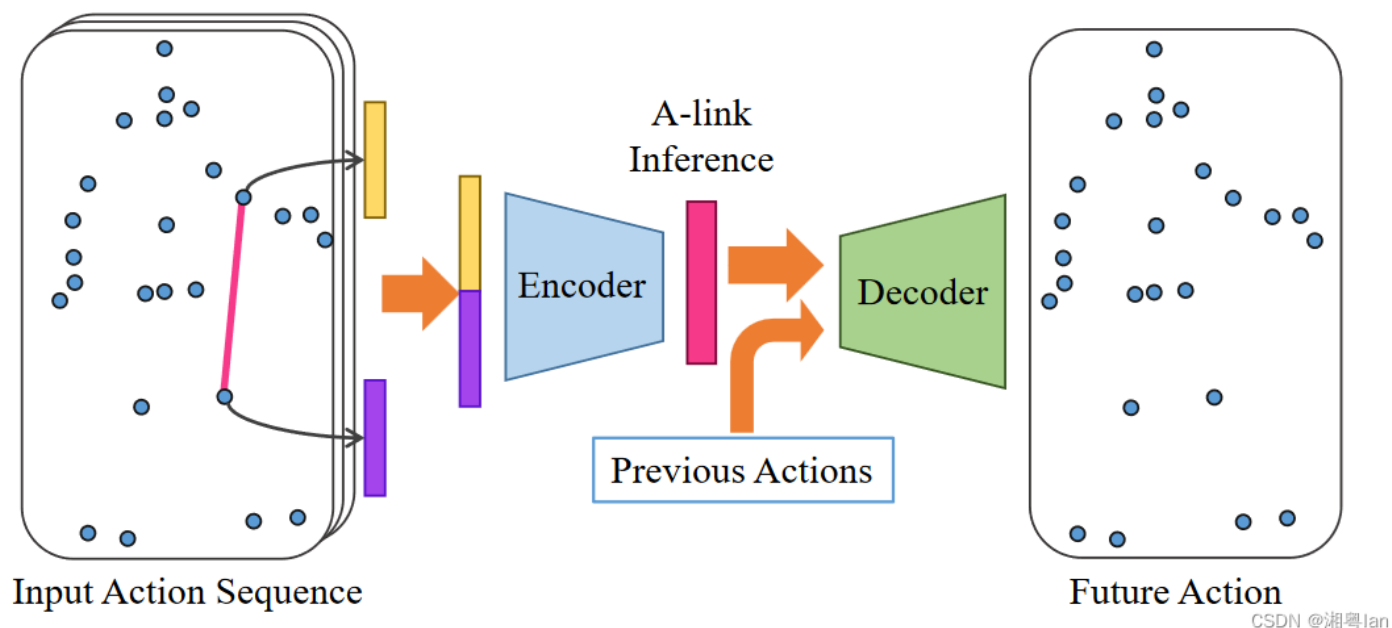 A-link
Inference
Encoder
Decoder
Previous Actions
Input Action Sequence
Future Action
CSDN @湘粤Ian